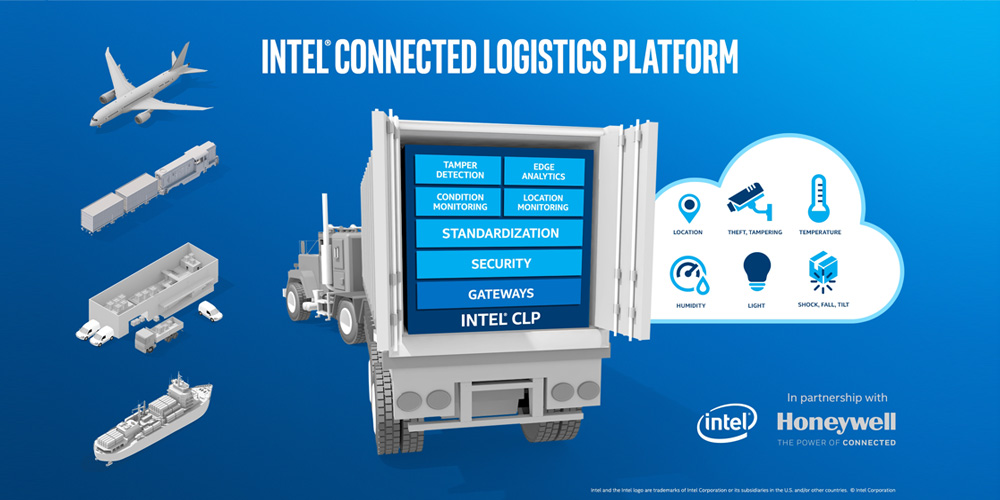 INTEL® CONNECTED LOGISTICS PLATFORM
TAMPER
DETECTION
EDGE
ANALYTICS
CONDITION
MONITORING
LOCATION
MONITORING
STANDARDIZATION
SECURITY
GATEWAYS
INTEL® CLP
LOCATION
THEFT, TAMPERING
TEMPERATURE
HUMIDITY
LIGHT
SHOCK, FALL, TILT
intel
In partnership with
Honeywell
THE POWER OF CONNECTED
Intel and the Intel logo are trademarks of Intel Corporation or its subsidiaries in the U.S. and/or other countries. © Intel Corporation